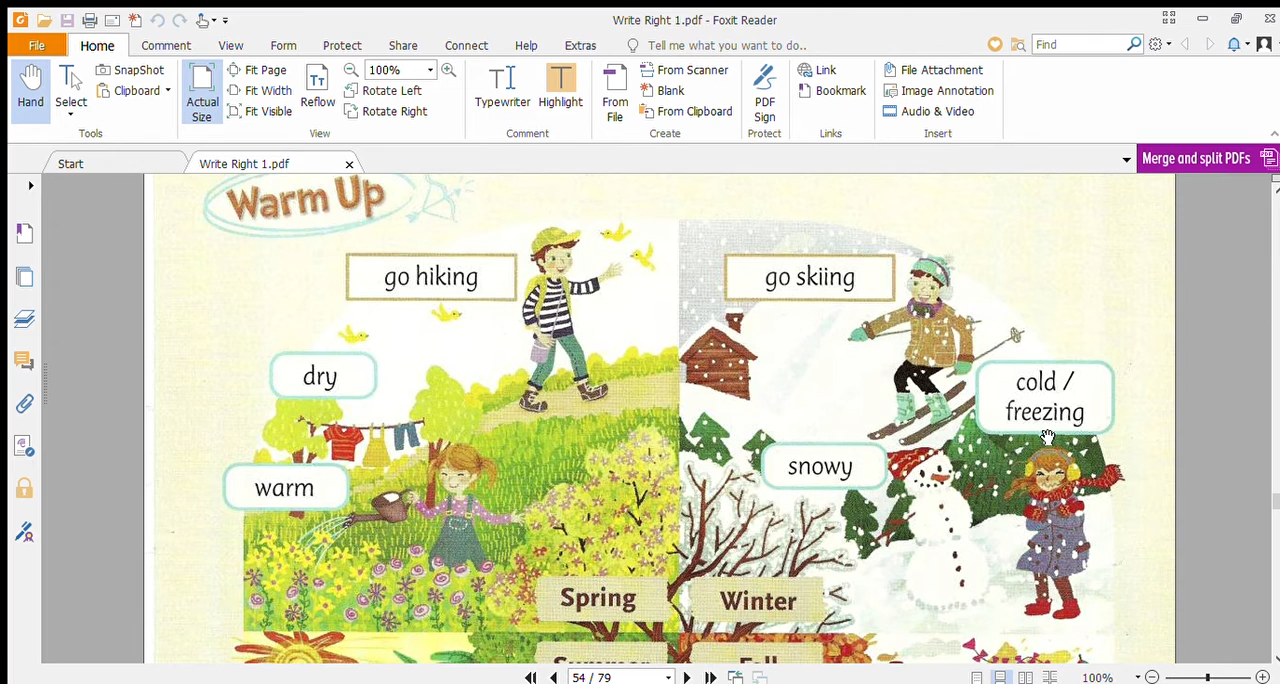 Write Right 1.pdf - Foxit Reader
File Home Comment View Form Protect Share Connect Help Extras Tell me what you want to do.. Find
Hand
Select
SnapShot
Clipboard
Tools
Actual
Size
Fit Page
Fit Width
Fit Visible
Reflow
100%
Rotate Left
Rotate Right
View
Typewriter
Highlight
Comment
From
File
From Scanner
Blank
From Clipboard
Create
PDF
Sign
Protect
Link
Bookmark
Links
File Attachment
Image Annotation
Audio & Video
Insert
Start
Write Right 1.pdf
Merge and split PDFs
Warm Up
go hiking
go skiing
dry
cold /
freezing
snowy
warm
Spring
Winter
Summer
Fall
54 / 79
100%